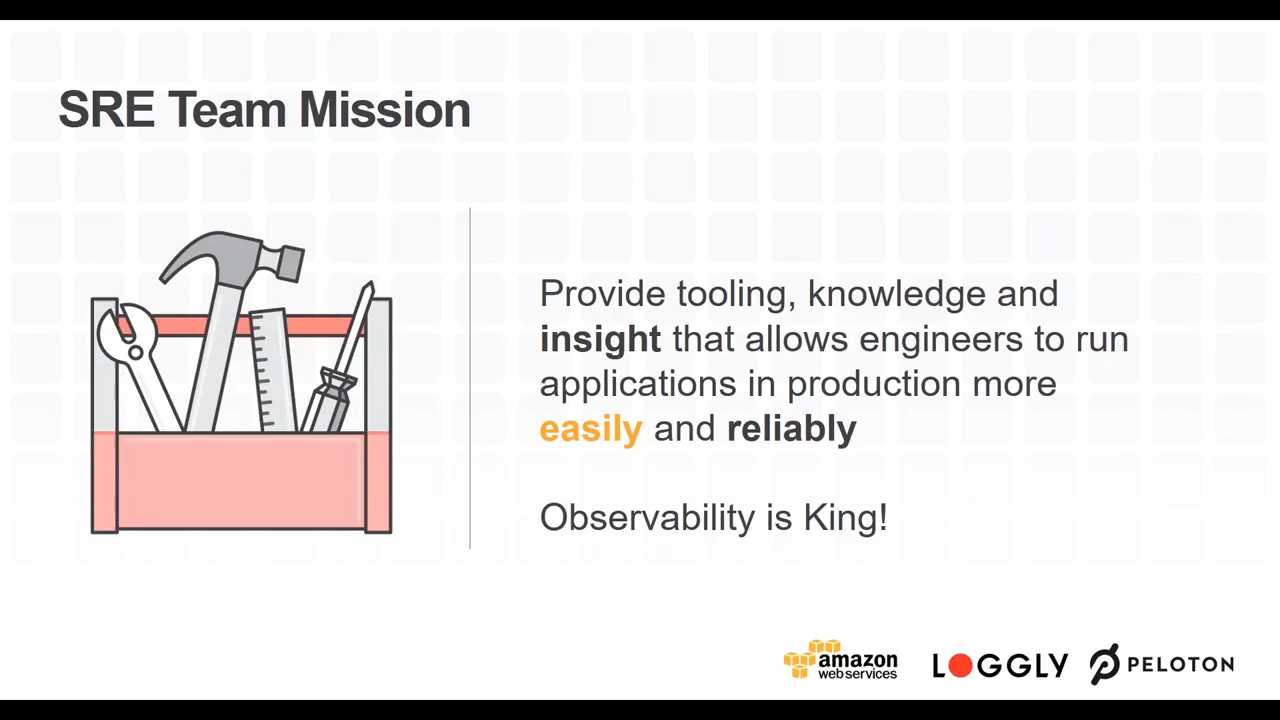 SRE Team Mission
Provide tooling, knowledge and
insight that allows engineers to run
applications in production more
easily and reliably
Observability is King!
amazon
webservices
LOGGLY
PELOTON